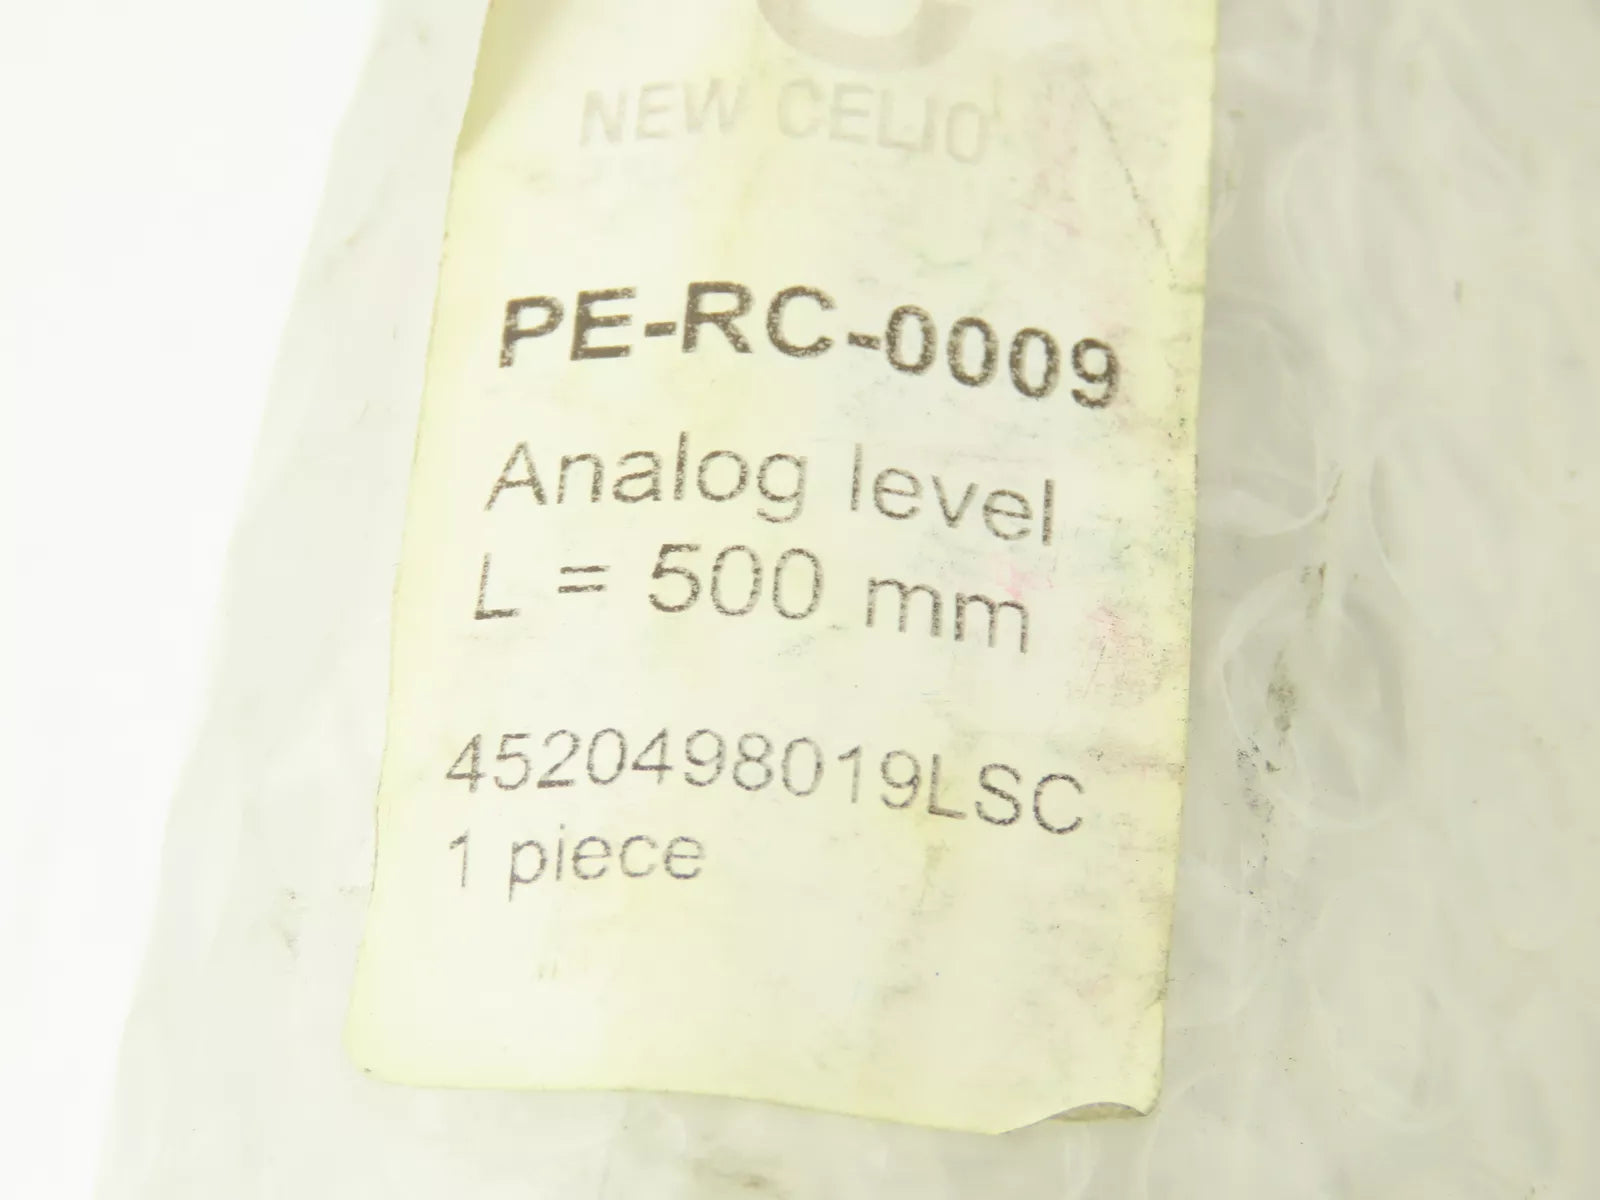 NEW CELIO
PE-RC-0009
Analog level
L = 500 mm
4520498019LSC
1 piece